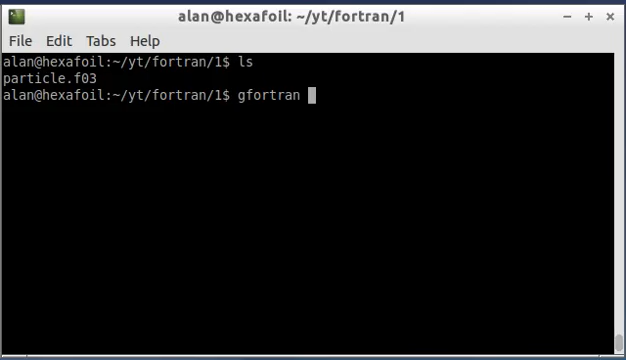 alan@hexafoil: ~/yt/fortran/1
File Edit Tabs Help
alan@hexafoil:~/yt/fortran/1$ ls
particle.f03
alan@hexafoil:~/yt/fortran/1$ gfortran